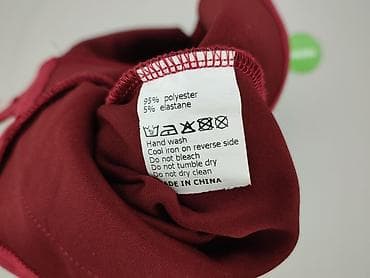 95% polyester
5% elastane
Hand wash
Cool iron on reverse side
Do not bleach
Do not tumble dry
Do not dry clean
MADE IN CHINA